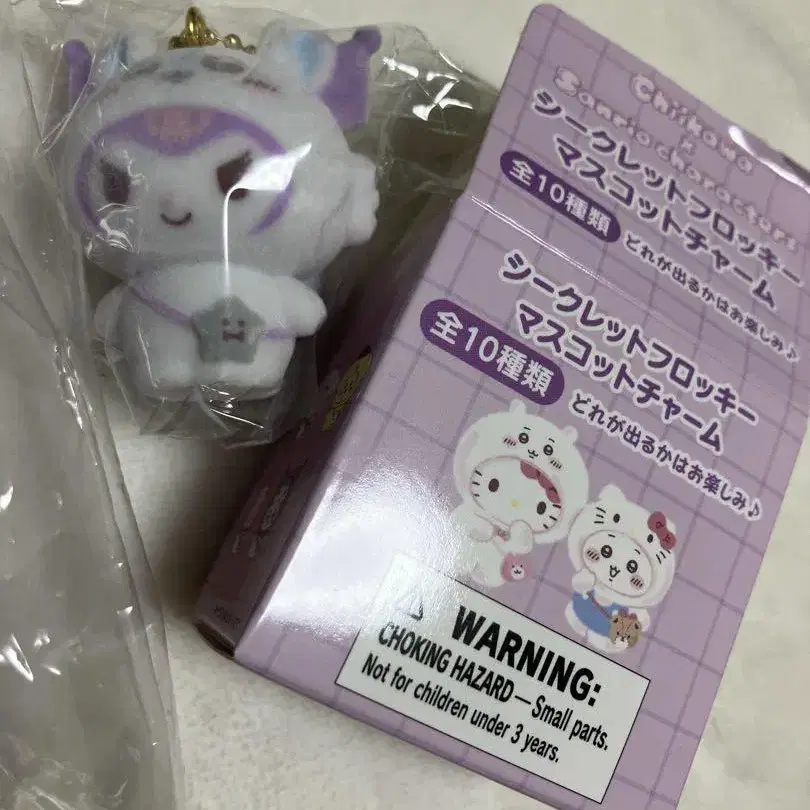 Chiikawa
×
Sanrio characters
シークレットフロッキー
マスコットチャーム
全10種類
どれが出るかはお楽しみ♪
シークレットフロッキー
マスコットチャーム
全10種類
どれが出るかはお楽しみ♪
WARNING:
CHOKING HAZARD — Small parts.
Not for children under 3 years.